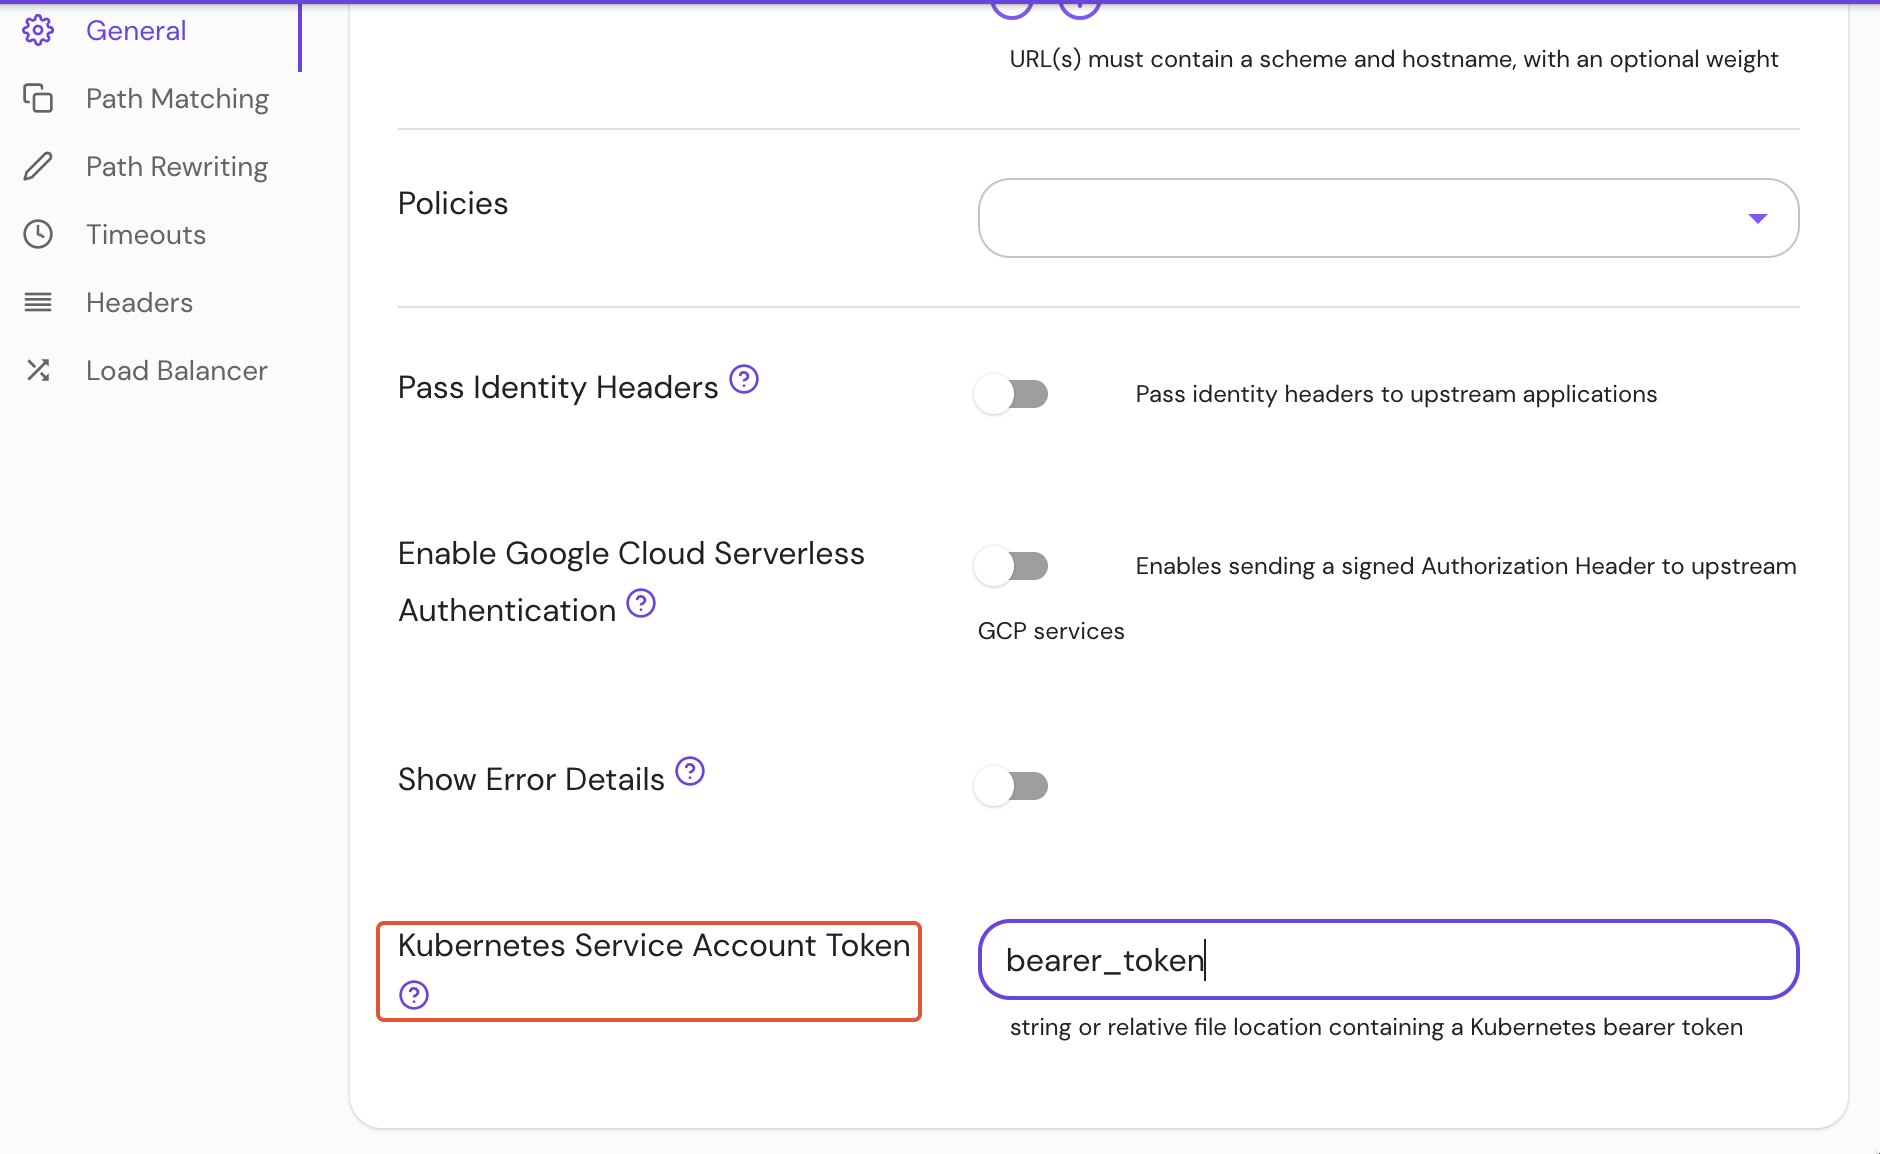 General
Path Matching
Path Rewriting
Timeouts
Headers
Load Balancer
URL(s) must contain a scheme and hostname, with an optional weight
Policies
Pass Identity Headers
Pass identity headers to upstream applications
Enable Google Cloud Serverless
Authentication
Enables sending a signed Authorization Header to upstream
GCP services
Show Error Details
Kubernetes Service Account Token
bearer_token
string or relative file location containing a Kubernetes bearer token